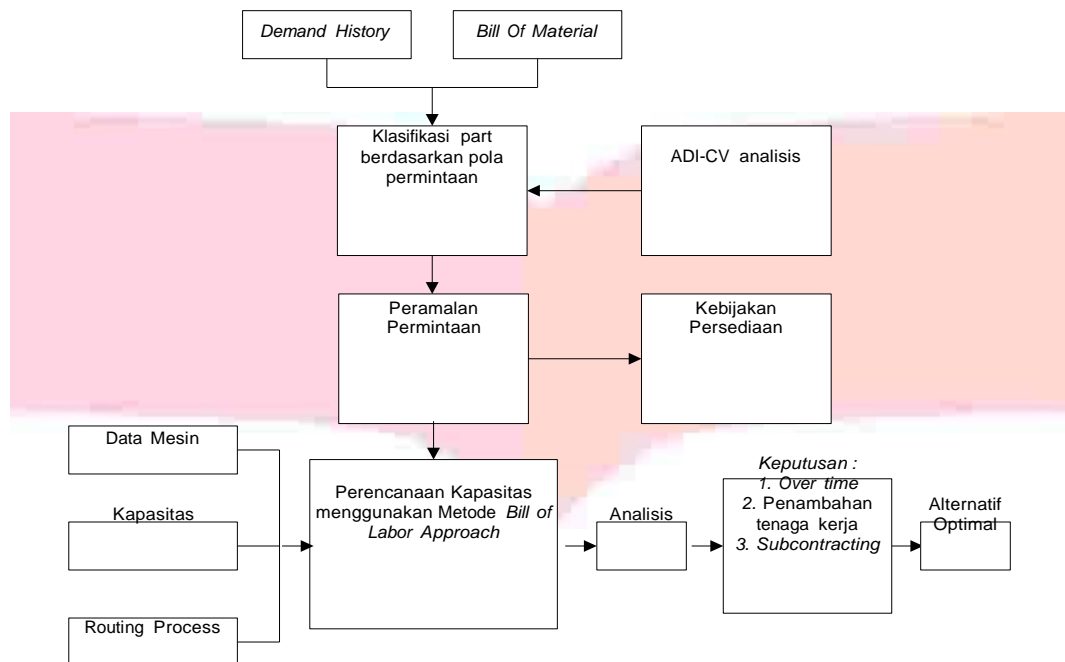 Demand History
Bill Of Material
Klasifikasi part
berdasarkan pola
permintaan
ADI-CV analisis
Peramalan
Permintaan
Kebijakan
Persediaan
Data Mesin
Kapasitas
Routing Process
Perencanaan Kapasitas
menggunakan Metode Bill of
Labor Approach
Analisis
Keputusan :
1. Over time
2. Penambahan
tenaga kerja
3. Subcontracting
Alternatif
Optimal